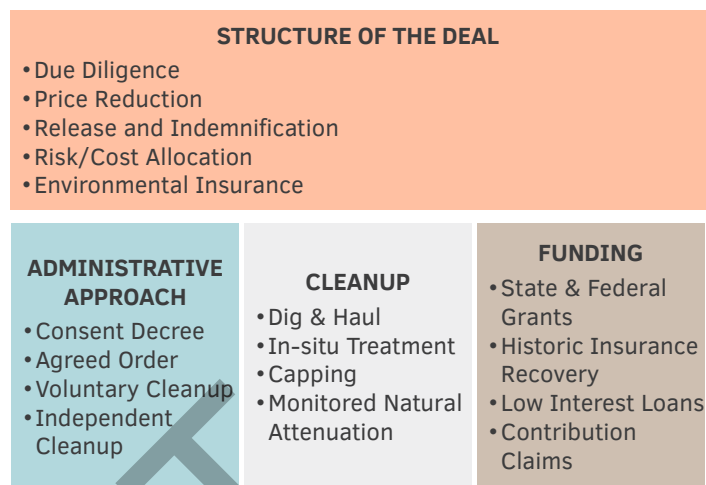 STRUCTURE OF THE DEAL
•Due Diligence
•Price Reduction
•Release and Indemnification
•Risk/Cost Allocation
•Environmental Insurance
ADMINISTRATIVE
APPROACH
•Consent Decree
•Agreed Order
•Voluntary Cleanup
•Independent
Cleanup
CLEANUP
•Dig & Haul
•In-situ Treatment
•Capping
•Monitored Natural
Attenuation
FUNDING
•State & Federal
Grants
•Historic Insurance
Recovery
•Low Interest Loans
•Contribution
Claims